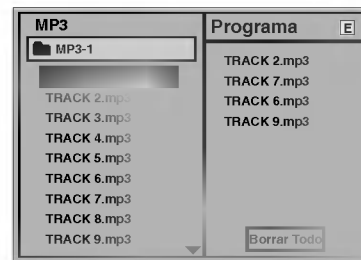 MP3
MP3-1
TRACK 2.mp3
TRACK 3.mp3
TRACK 4.mp3
TRACK 5.mp3
TRACK 6.mp3
TRACK 7.mp3
TRACK 8.mp3
TRACK 9.mp3
Programa E
TRACK 2.mp3
TRACK 7.mp3
TRACK 6.mp3
TRACK 9.mp3
Borrar Todo